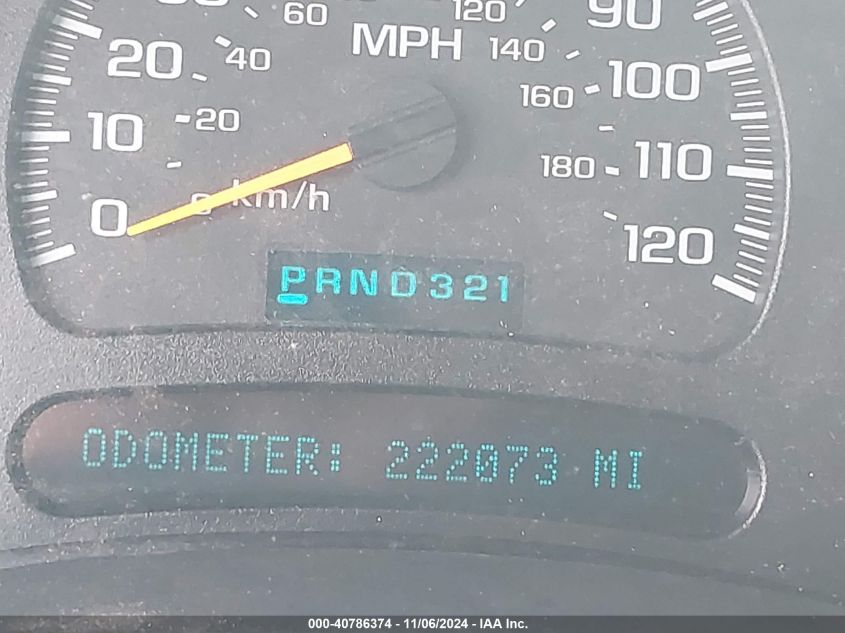 60 120 90
MPH 140
20 40 100
160
10 20
180 110
0 0 km/h
120
PRND321
ODOMETER: 222073 MI
000-40786374 - 11/06/2024 - IAA Inc.